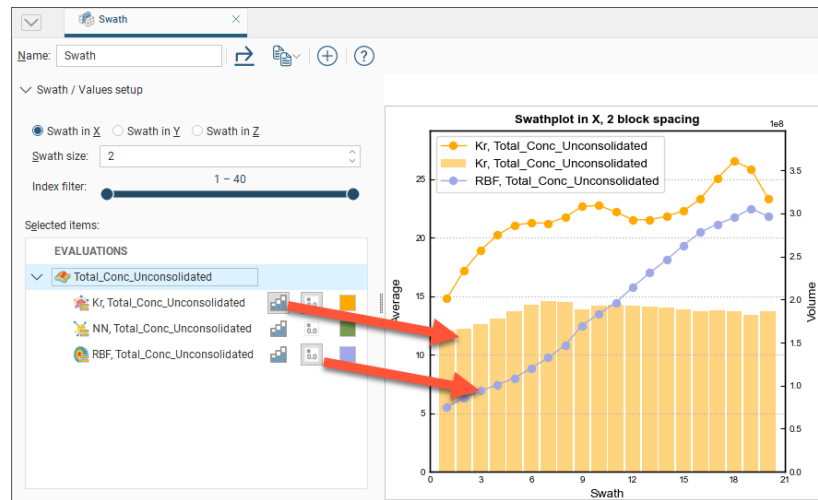 Swath
Name: Swath
Swath / Values setup
Swath in X Swath in Y Swath in Z
Swath size: 2
1 – 40
Index filter:
Selected items:
EVALUATIONS
Total_Conc_Unconsolidated
Kr, Total_Conc_Unconsolidated
NN, Total_Conc_Unconsolidated
RBF, Total_Conc_Unconsolidated
Swathplot in X, 2 block spacing
1e8
Kr, Total_Conc_Unconsolidated
Kr, Total_Conc_Unconsolidated
RBF, Total_Conc_Unconsolidated
Average
25
20
15
10
5
0
Volume
3.5
3.0
2.5
2.0
1.5
1.0
0.5
0.0
0 3 6 9 12 15 18 21
Swath